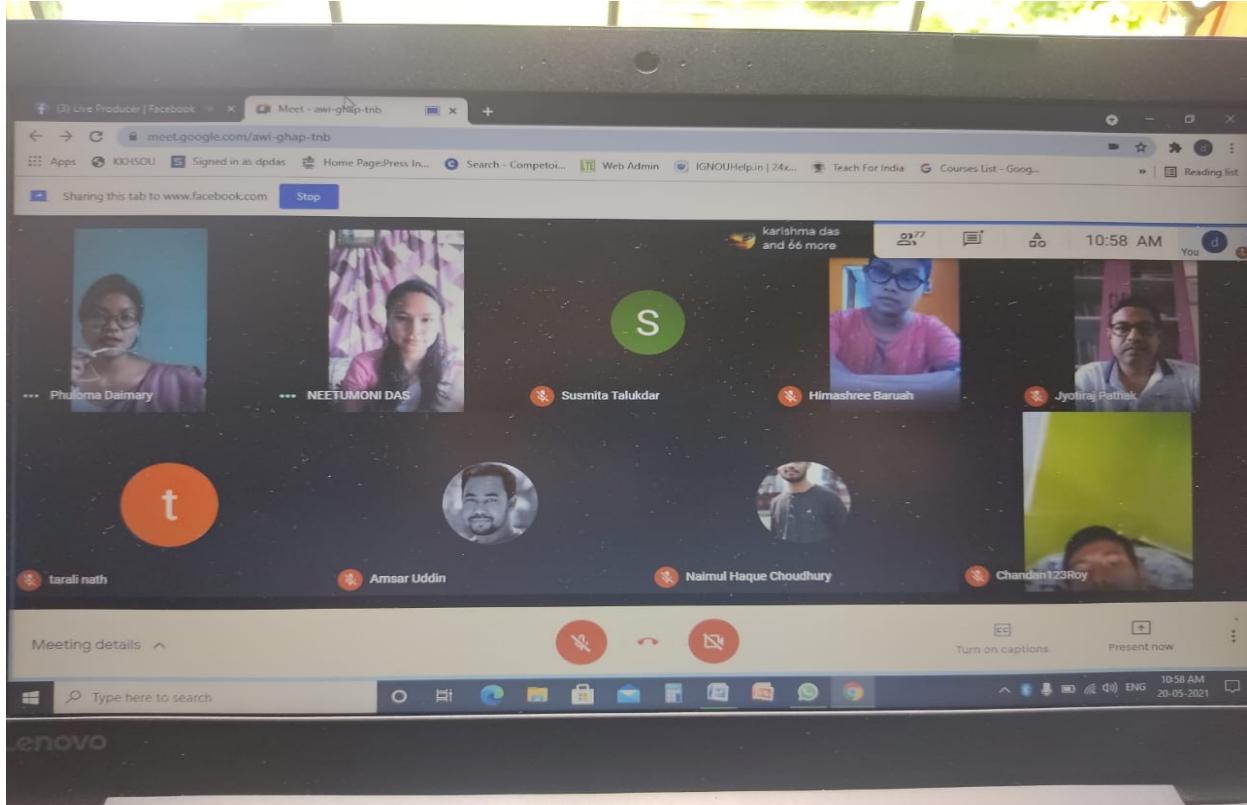 (3) Live Producer | Facebook
Meet - awi-ghap-tnb
meet.google.com/awi-ghap-tnb
Apps
KKHSOU
Signed in as dpdas
Home Page:Press In...
Search - Competoi...
LTE Web Admin
IGNOUHelp.in | 24x...
Teach For India
G Courses List - Goog...
Reading list
Sharing this tab to www.facebook.com
Stop
karishma das
and 66 more
77
10:58 AM
You
d
S
Phuloma Daimary
NEETUMONI DAS
Susmita Talukdar
Himashree Baruah
Jyotiraj Pathak
t
tarali nath
Amsar Uddin
Naimul Haque Choudhury
Chandan123Roy
Meeting details
CC
Turn on captions
Present now
Type here to search
ENG
10:58 AM
20-05-2021
Lenovo